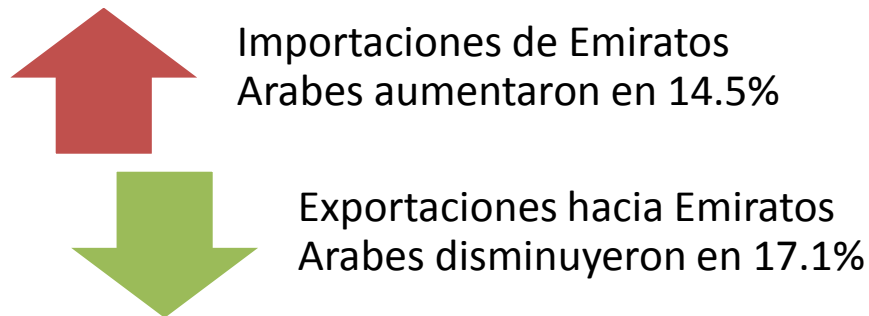 Importaciones de Emiratos
Arabes aumentaron en 14.5%
Exportaciones hacia Emiratos
Arabes disminuyeron en 17.1%